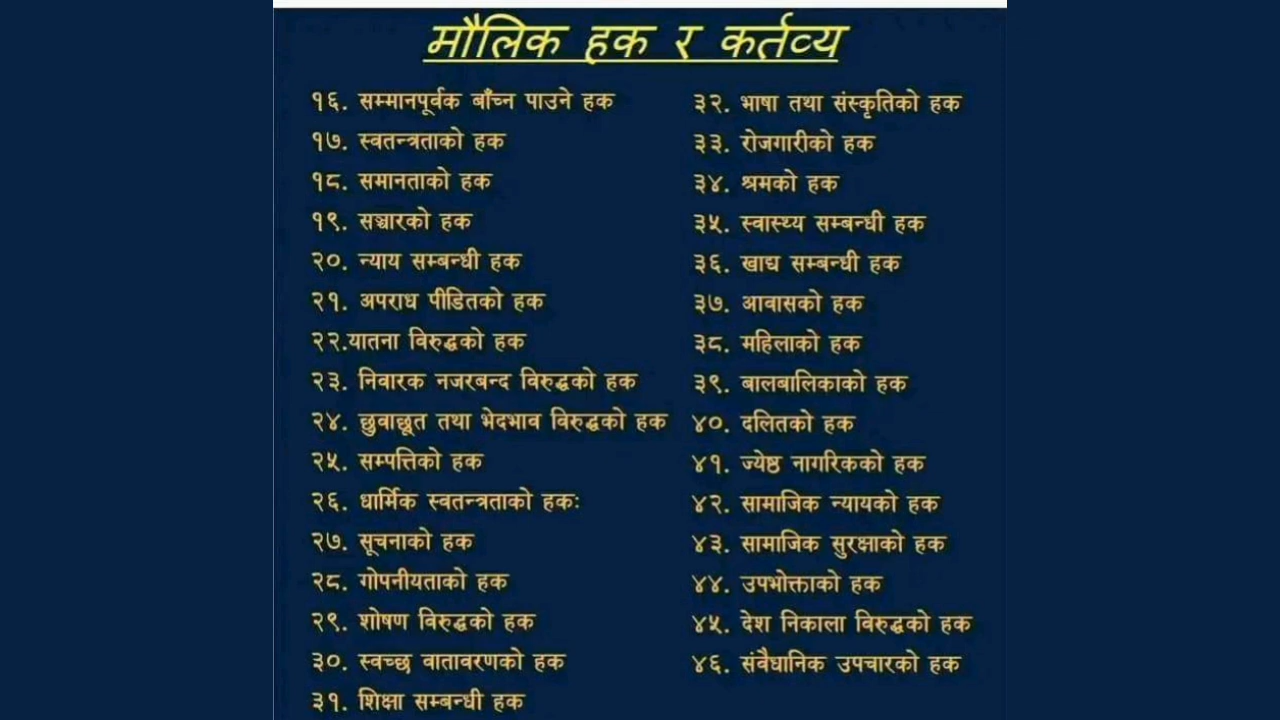 मौलिक हक र कर्तव्य
१६. सम्मानपूर्वक बाँच्न पाउने हक
१७. स्वतन्त्रताको हक
१८. समानताको हक
१९. सञ्चारको हक
२०. न्याय सम्बन्धी हक
२१. अपराध पीडितको हक
२२.यातना विरुद्धको हक
२३. निवारक नजरबन्द विरुद्धको हक
२४. छुवाछूत तथा भेदभाव विरुद्धको हक
२५. सम्पत्तिको हक
२६. धार्मिक स्वतन्त्रताको हकः
२७. सूचनाको हक
२८. गोपनीयताको हक
२९. शोषण विरुद्धको हक
३०. स्वच्छ वातावरणको हक
३१. शिक्षा सम्बन्धी हक
३२. भाषा तथा संस्कृतिको हक
३३. रोजगारीको हक
३४. श्रमको हक
३५. स्वास्थ्य सम्बन्धी हक
३६. खाद्य सम्बन्धी हक
३७. आवासको हक
३८. महिलाको हक
३९. बालबालिकाको हक
४०. दलितको हक
४१. ज्येष्ठ नागरिकको हक
४२. सामाजिक न्यायको हक
४३. सामाजिक सुरक्षाको हक
४४. उपभोक्ताको हक
४५. देश निकाला विरुद्धको हक
४६. संवैधानिक उपचारको हक